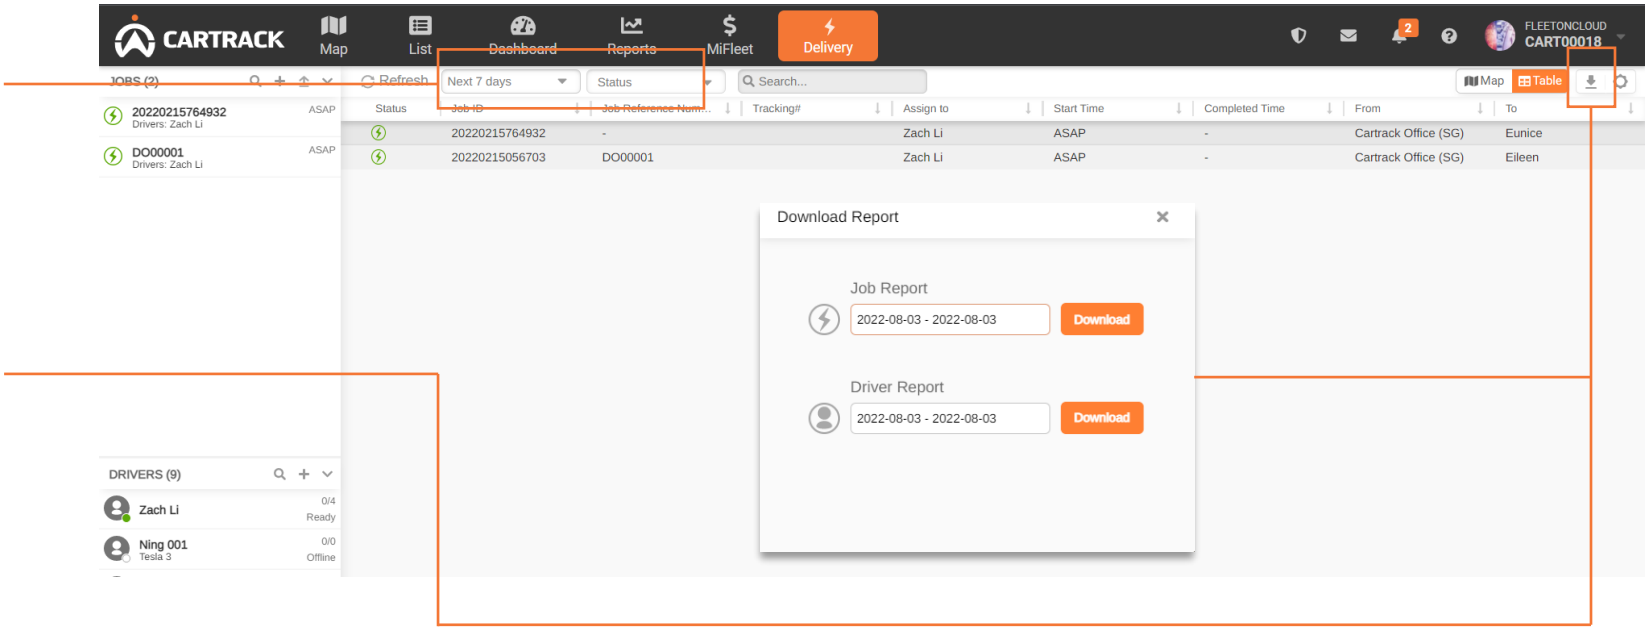 CARTRACK
Map
List
Dashboard
Reports
MiFleet
Delivery
2
FLEETONCLOUD
CART00018
JOBS (2)
Refresh
Next 7 days
Status
Search...
Map
Table
20220215764932
ASAP
Drivers: Zach Li
DO00001
ASAP
Drivers: Zach Li
Status Job ID Job Reference Num... Tracking# Assign to Start Time Completed Time From To
20220215764932 - Zach Li ASAP - Cartrack Office (SG) Eunice
20220215056703 DO00001 Zach Li ASAP - Cartrack Office (SG) Eileen
Download Report
Job Report
2022-08-03 - 2022-08-03 Download
Driver Report
2022-08-03 - 2022-08-03 Download
DRIVERS (9)
Zach Li
0/4
Ready
Ning 001
Tesla 3
0/0
Offline